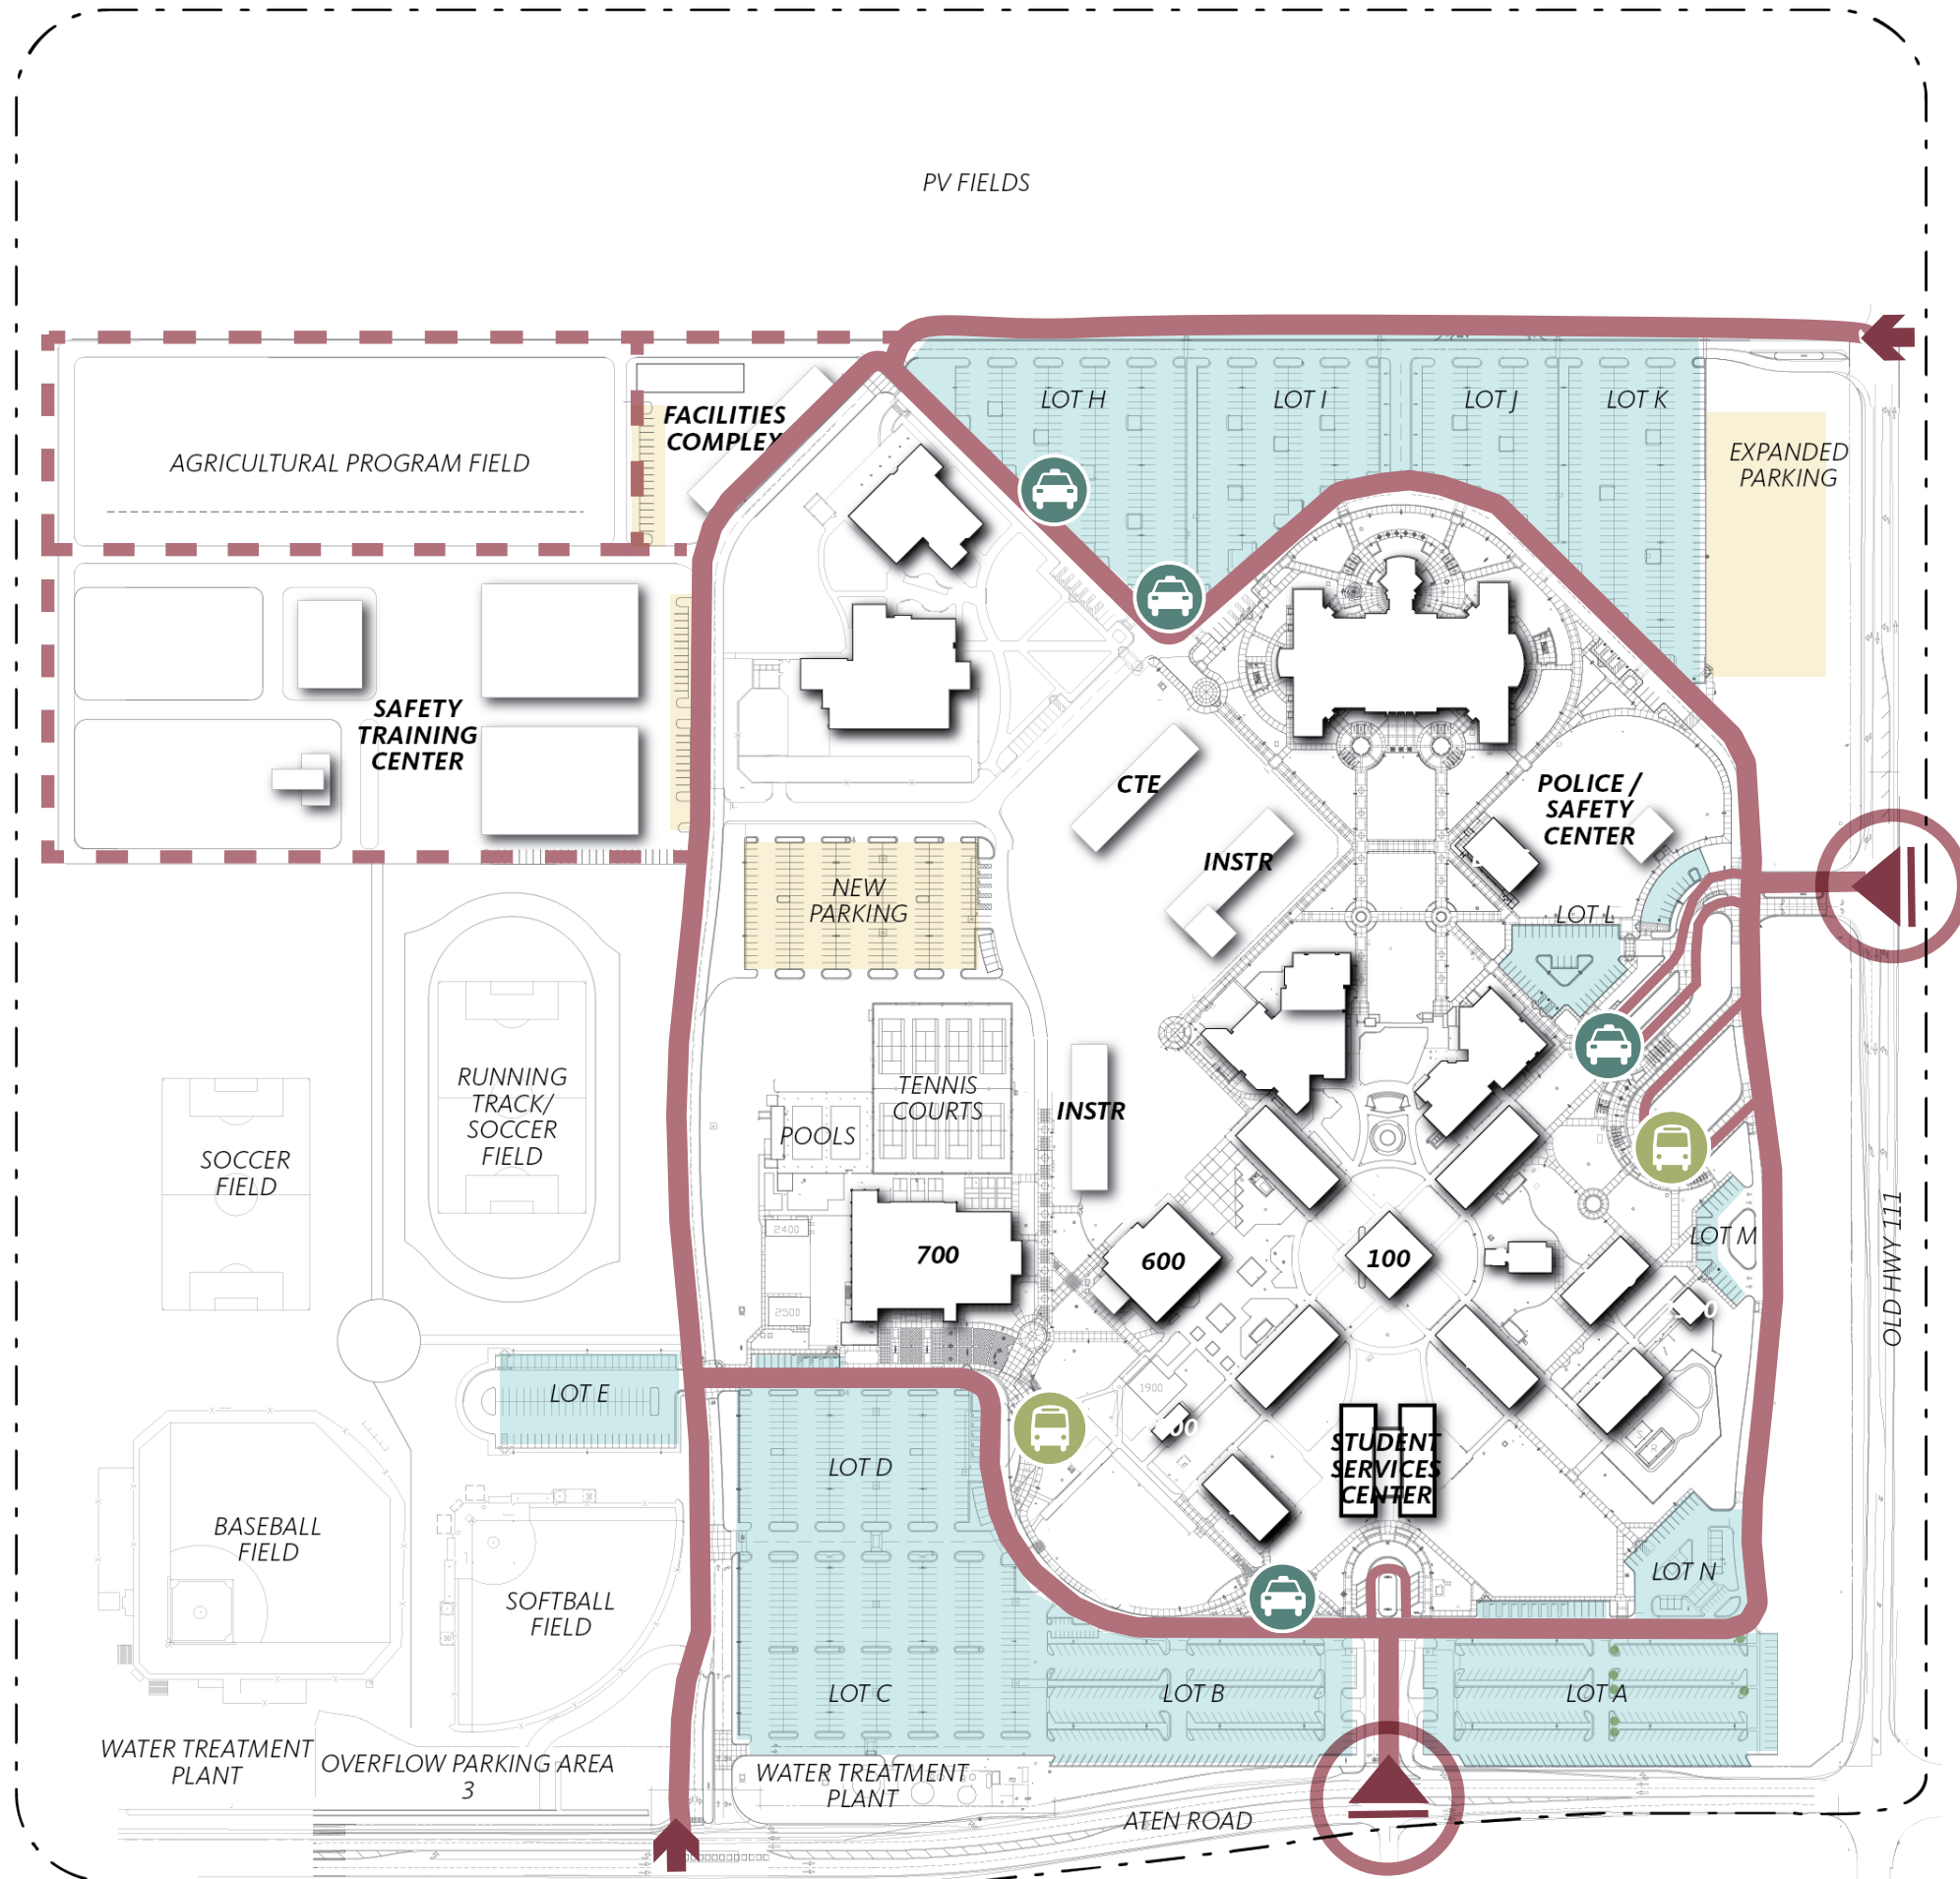 PV FIELDS
LOT H
LOT I
LOT J
LOT K
FACILITIES
COMPLEX
EXPANDED
PARKING
AGRICULTURAL PROGRAM FIELD
SAFETY
TRAINING
CENTER
CTE
POLICE /
SAFETY
CENTER
INSTR
NEW
PARKING
LOT L
RUNNING
TRACK/
SOCCER
FIELD
TENNIS
COURTS
INSTR
POOLS
SOCCER
FIELD
2400
700
600
100
LOT M
OLD HWY 111
2500
LOT E
1900
STUDENT
SERVICES
CENTER
LOT D
BASEBALL
FIELD
SOFTBALL
FIELD
LOT N
LOT C
LOT B
LOT A
WATER TREATMENT
PLANT
OVERFLOW PARKING AREA
3
WATER TREATMENT
PLANT
ATEN ROAD